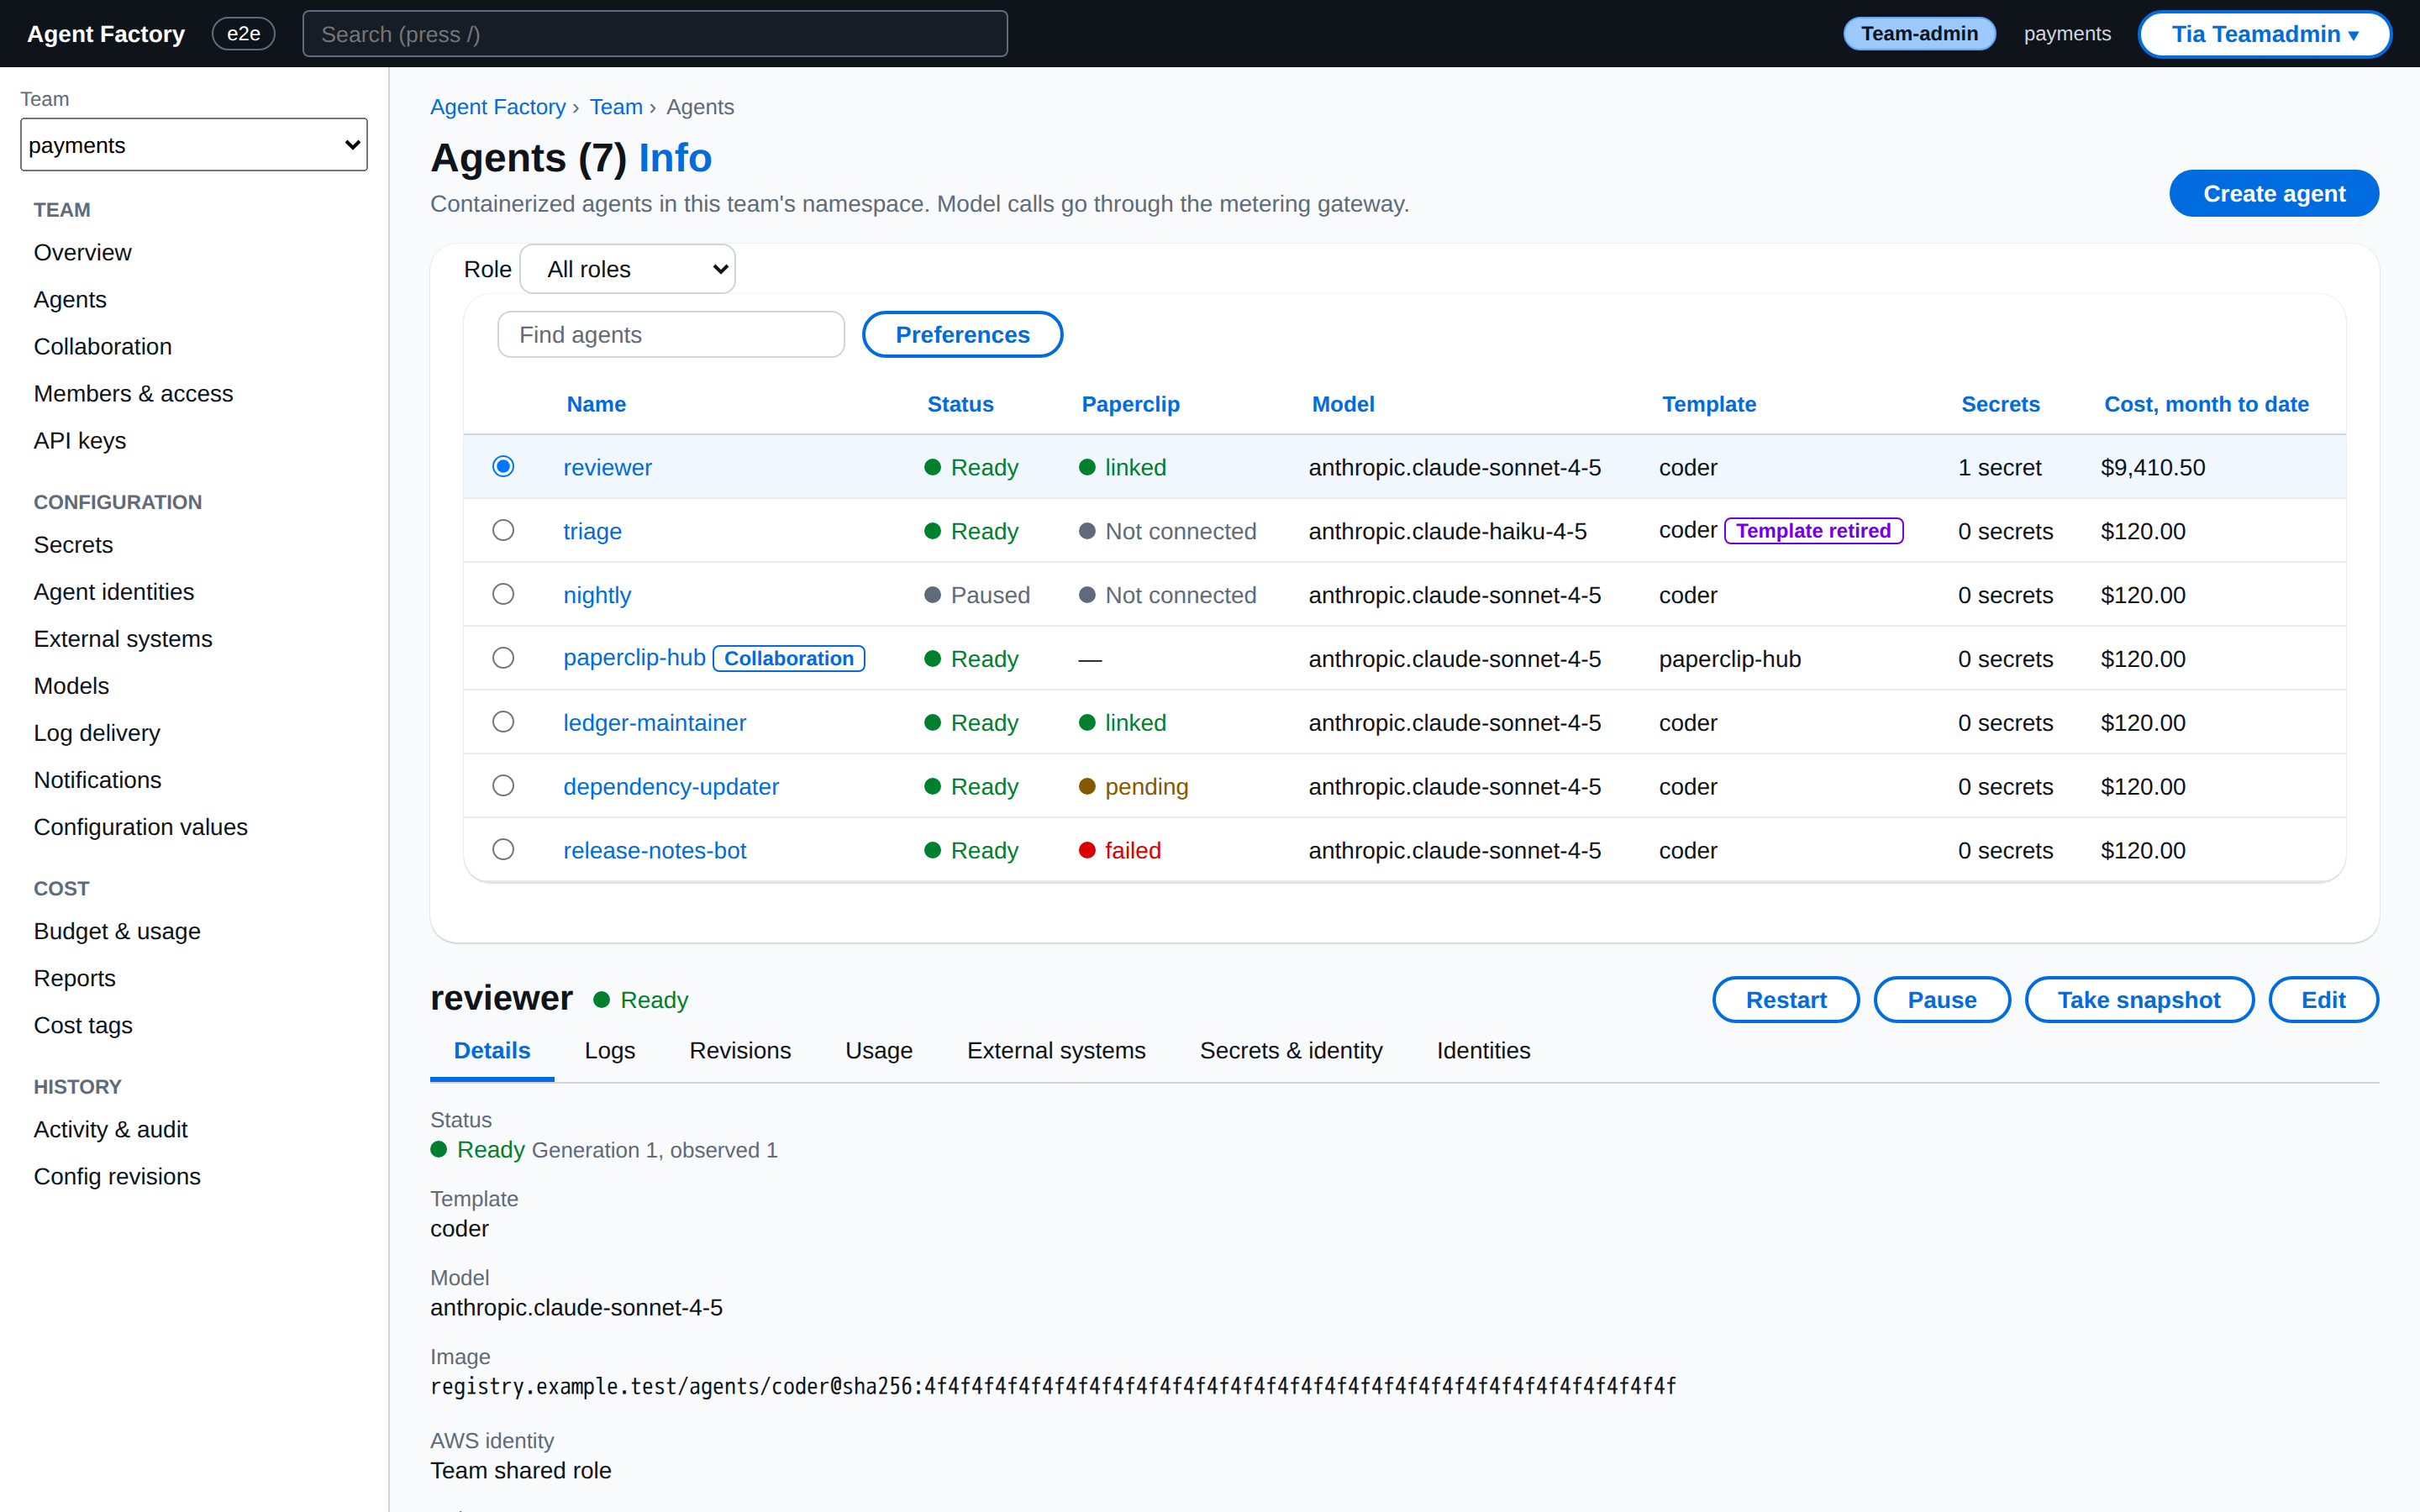 Agent Factory e2e Search (press /) Team-admin payments Tia Teamadmin ▾
Team
payments
TEAM
Overview
Agents
Collaboration
Members & access
API keys
CONFIGURATION
Secrets
Agent identities
External systems
Models
Log delivery
Notifications
Configuration values
COST
Budget & usage
Reports
Cost tags
HISTORY
Activity & audit
Config revisions
Agent Factory › Team › Agents
Agents (7) Info
Containerized agents in this team's namespace. Model calls go through the metering gateway.
Create agent
Role All roles
Find agents Preferences
Name Status Paperclip Model Template Secrets Cost, month to date
reviewer Ready linked anthropic.claude-sonnet-4-5 coder 1 secret $9,410.50
triage Ready Not connected anthropic.claude-haiku-4-5 coder Template retired 0 secrets $120.00
nightly Paused Not connected anthropic.claude-sonnet-4-5 coder 0 secrets $120.00
paperclip-hub Collaboration Ready — anthropic.claude-sonnet-4-5 paperclip-hub 0 secrets $120.00
ledger-maintainer Ready linked anthropic.claude-sonnet-4-5 coder 0 secrets $120.00
dependency-updater Ready pending anthropic.claude-sonnet-4-5 coder 0 secrets $120.00
release-notes-bot Ready failed anthropic.claude-sonnet-4-5 coder 0 secrets $120.00
reviewer Ready Restart Pause Take snapshot Edit
Details Logs Revisions Usage External systems Secrets & identity Identities
Status
Ready Generation 1, observed 1
Template
coder
Model
anthropic.claude-sonnet-4-5
Image
registry.example.test/agents/coder@sha256:4f4f4f4f4f4f4f4f4f4f4f4f4f4f4f4f4f4f4f4f4f4f4f4f4f4f4f4f4f4f4f4f
AWS identity
Team shared role